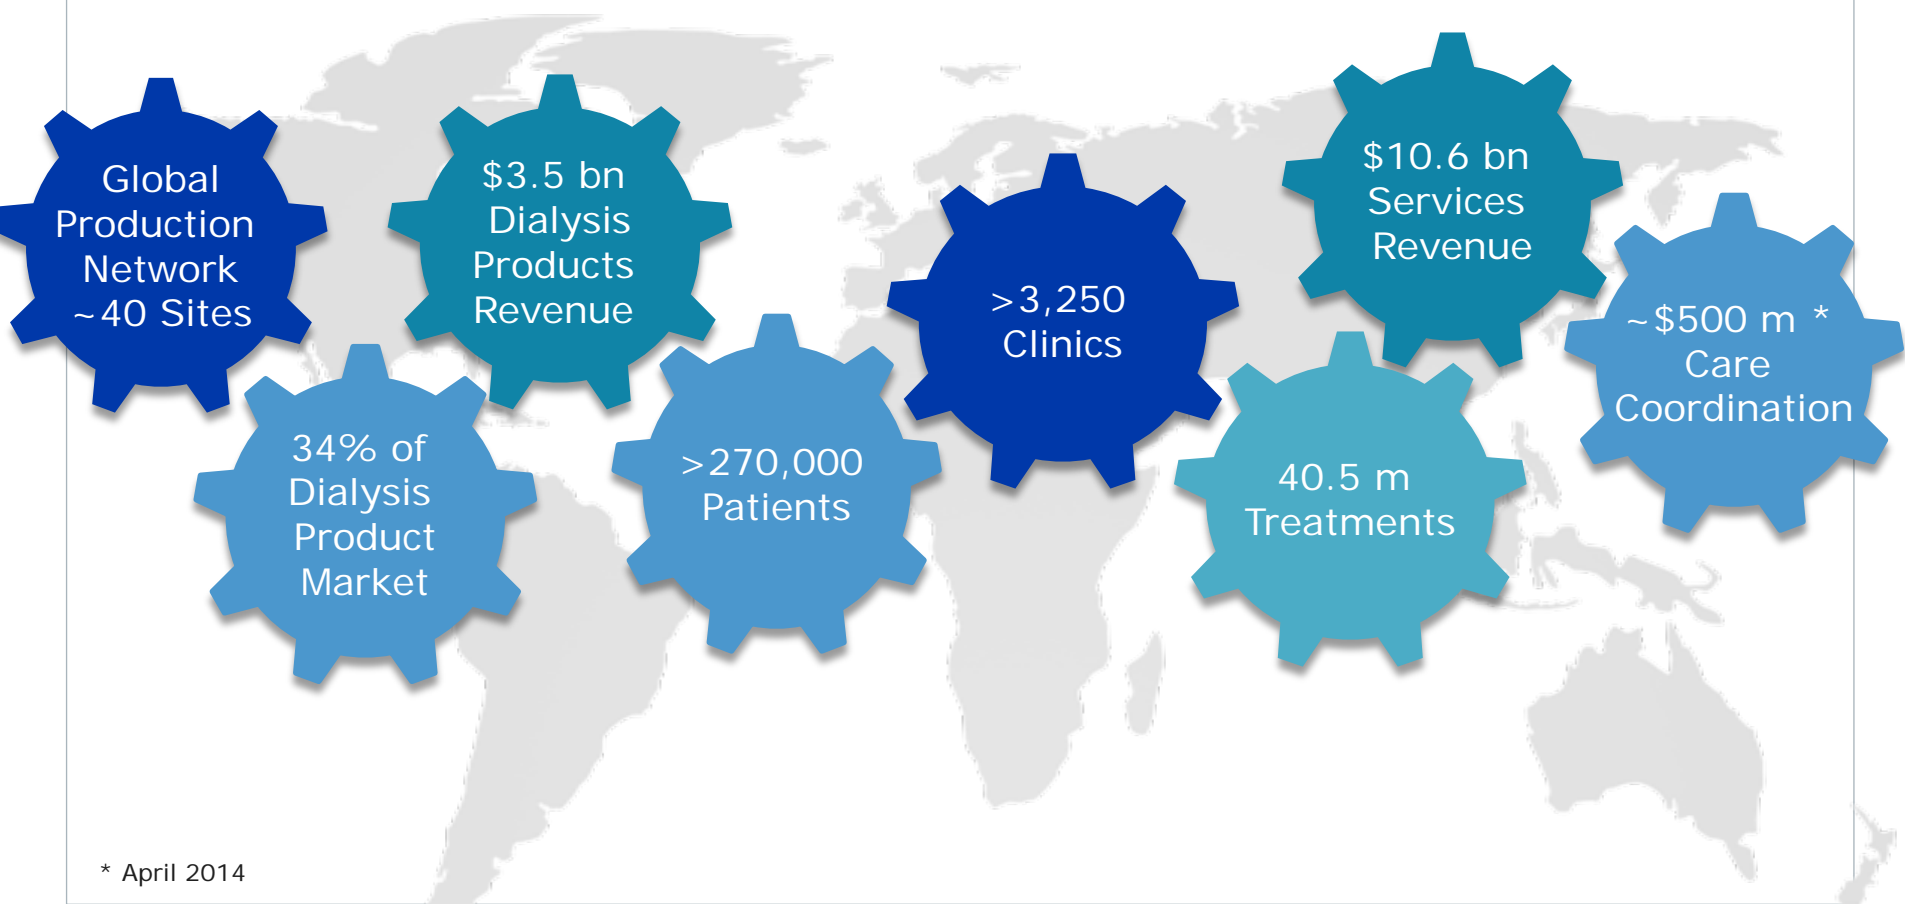 Global
Production
Network
~40 Sites
34% of
Dialysis
Product
Market
$3.5 bn
Dialysis
Products
Revenue
>270,000
Patients
>3,250
Clinics
40.5 m
Treatments
$10.6 bn
Services
Revenue
~$500 m *
Care
Coordination
* April 2014